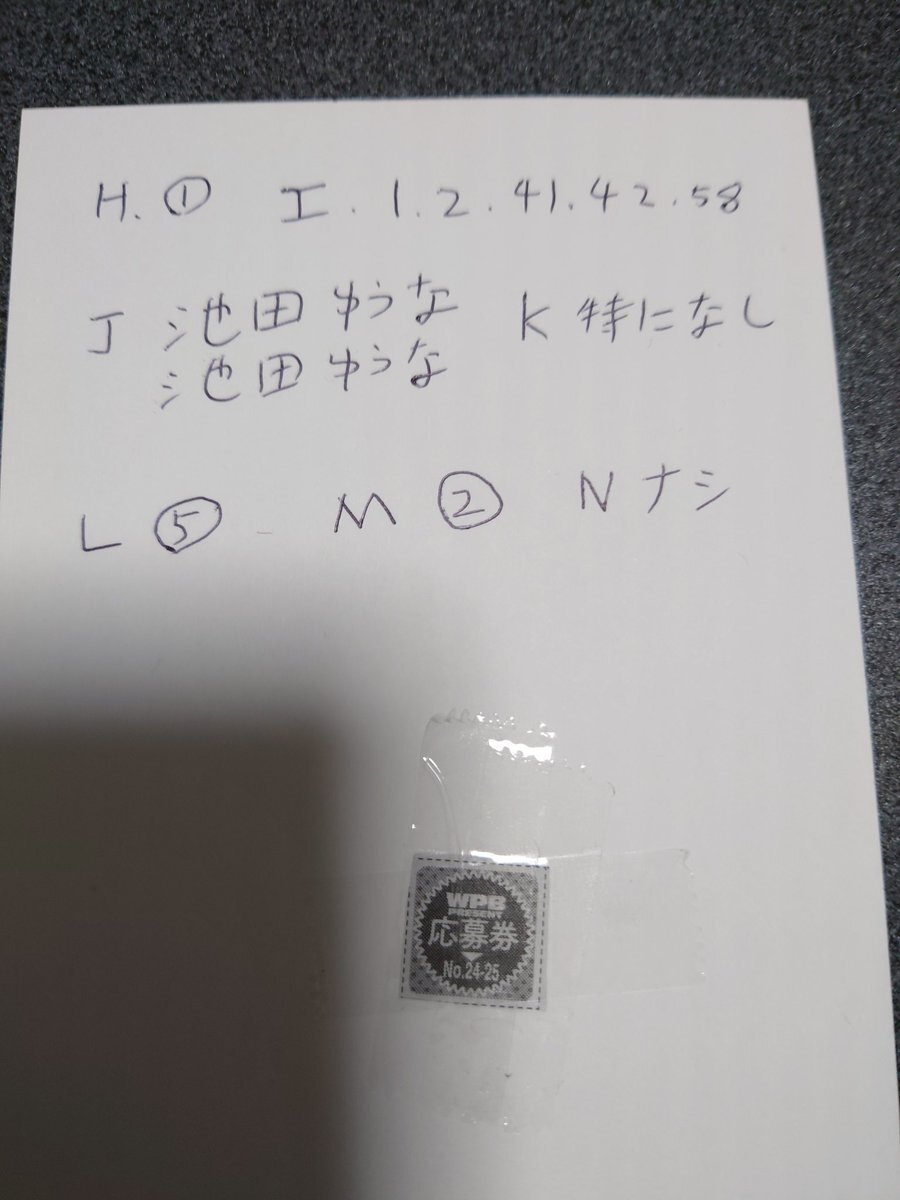 H. ① I. 1. 2. 41. 42. 58
J 池田ゆうな K 特になし
池田ゆうな
L ⑤ M ② N ナシ
WPB
PRESENT
応募券
No.24-25